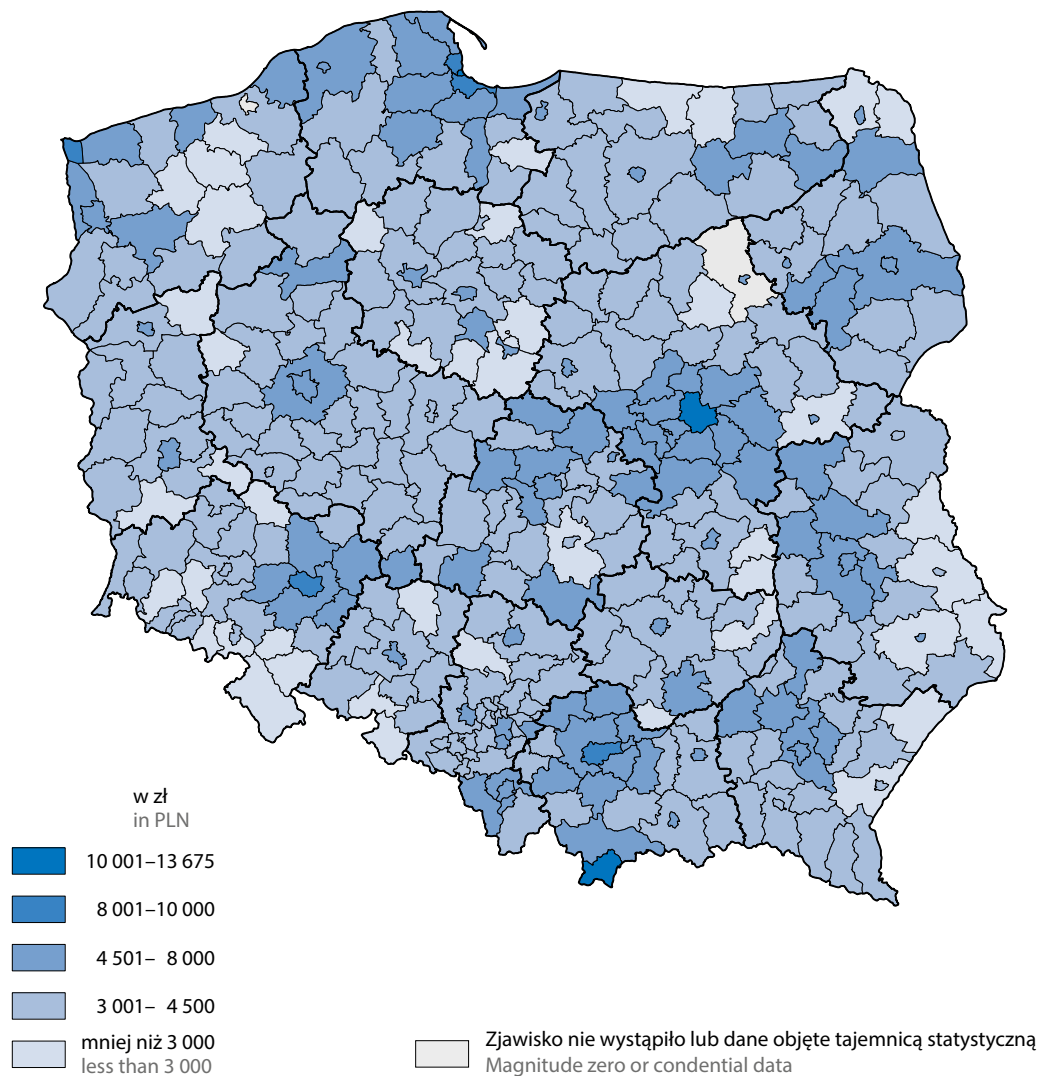 w zł
in PLN
10 001–13 675
8 001–10 000
4 501– 8 000
3 001– 4 500
mniej niż 3 000
less than 3 000
Zjawisko nie wystąpiło lub dane objęte tajemnicą statystyczną
Magnitude zero or condential data